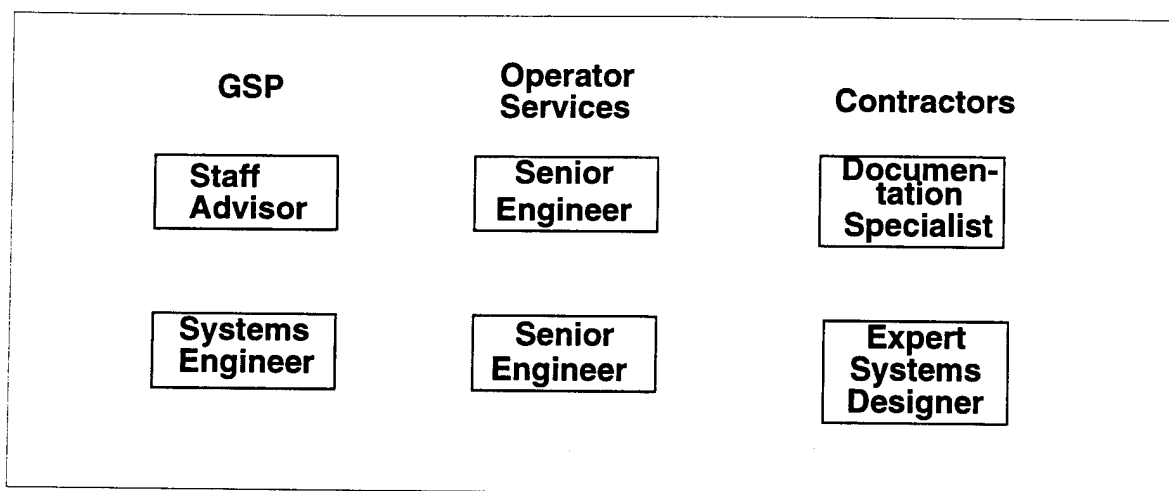 GSP
Operator
Services
Contractors
Staff
Advisor
Senior
Engineer
Documen-
tation
Specialist
Systems
Engineer
Senior
Engineer
Expert
Systems
Designer